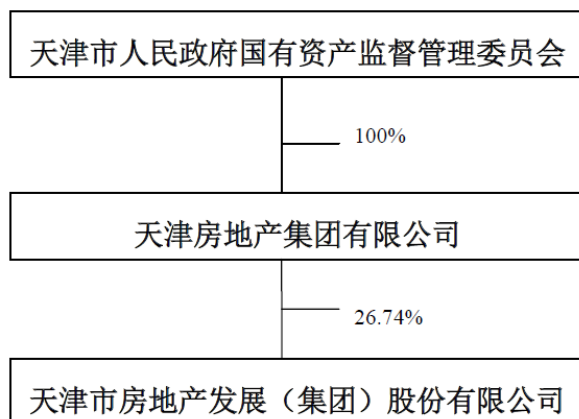 天津市人民政府国有资产监督管理委员会
100%
天津房地产集团有限公司
26.74%
天津市房地产发展（集团）股份有限公司